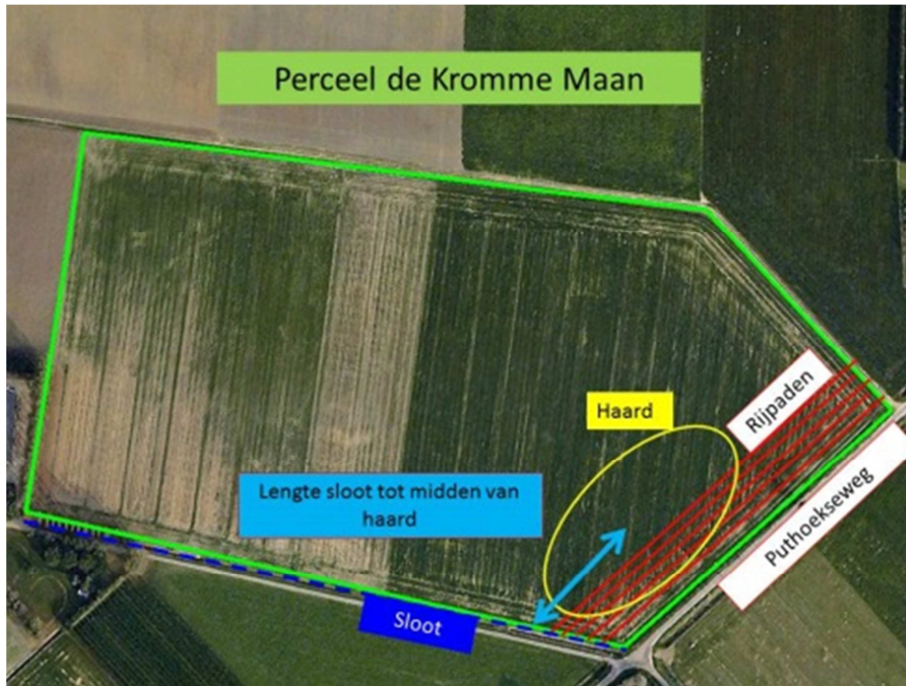 Perceel de Kromme Maan
Haard
Rijpaden
Lengte sloot tot midden van
haard
Puthoekseweg
Sloot